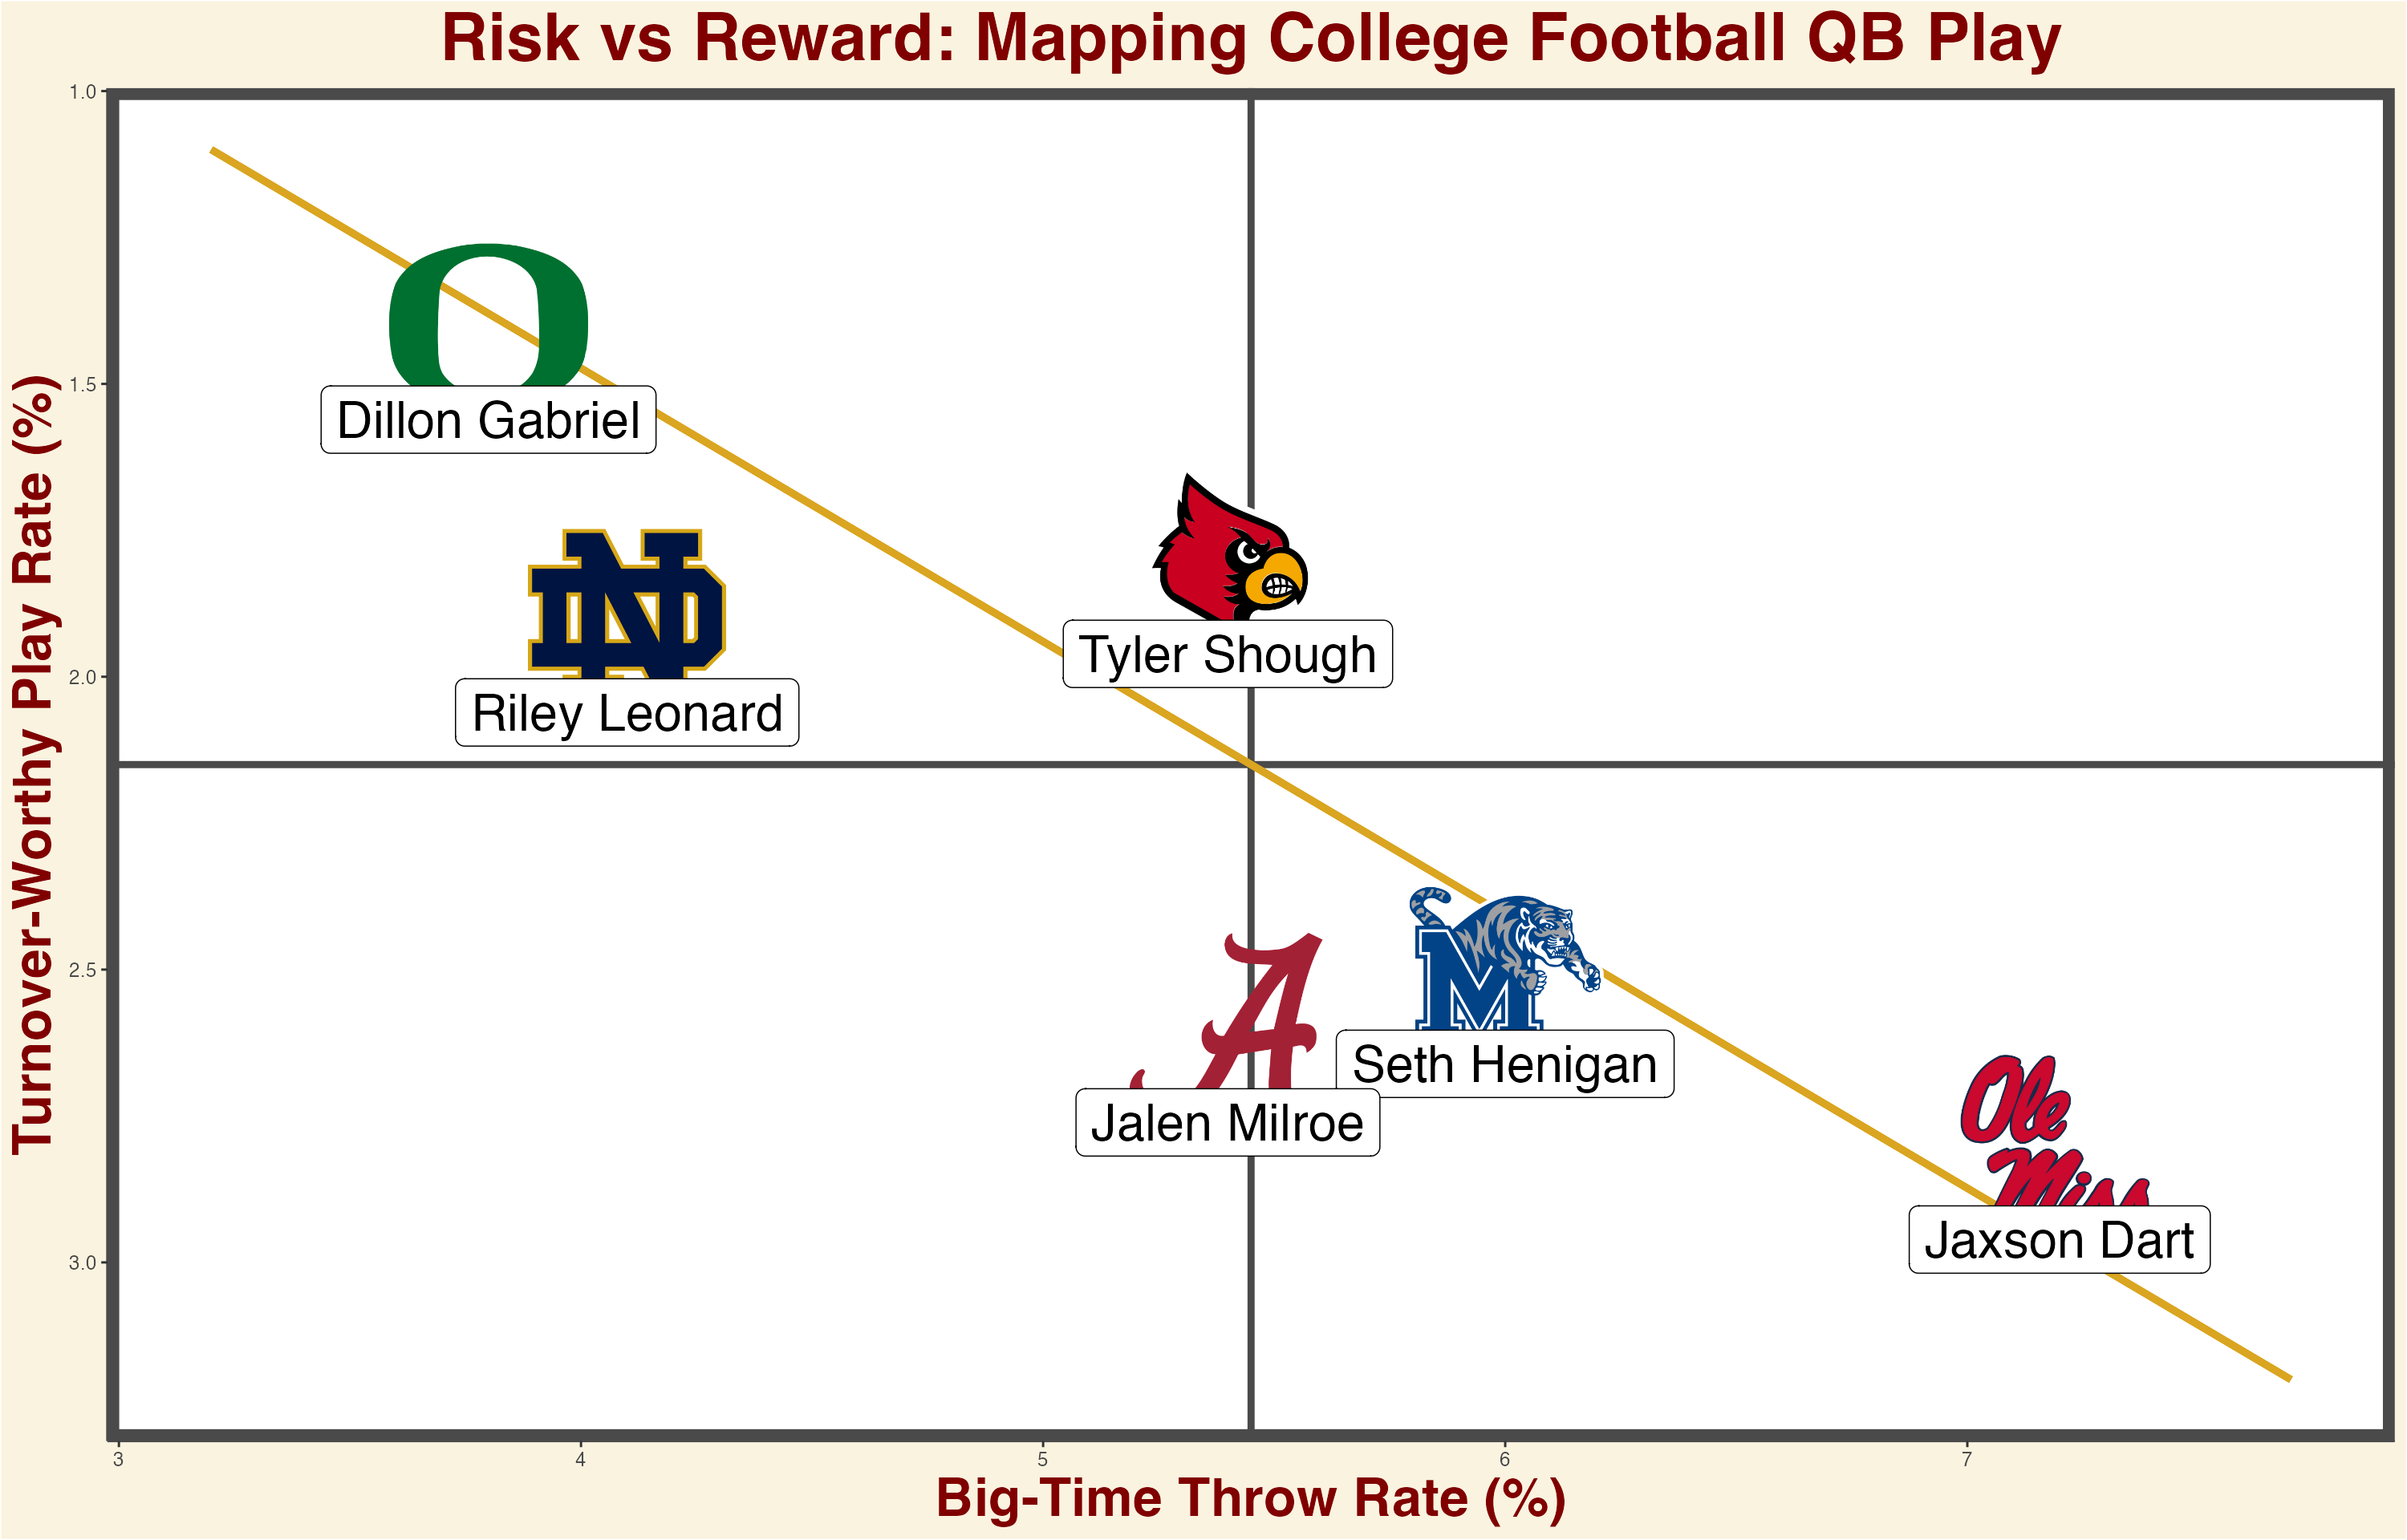 Risk vs Reward: Mapping College Football QB Play
Turnover-Worthy Play Rate (%)
1.0
1.5
2.0
2.5
3.0
Dillon Gabriel
Tyler Shough
ND
Riley Leonard
A
M
Seth Henigan
Jalen Milroe
Ole
Miss
Jaxson Dart
3
4
5
6
7
Big-Time Throw Rate (%)